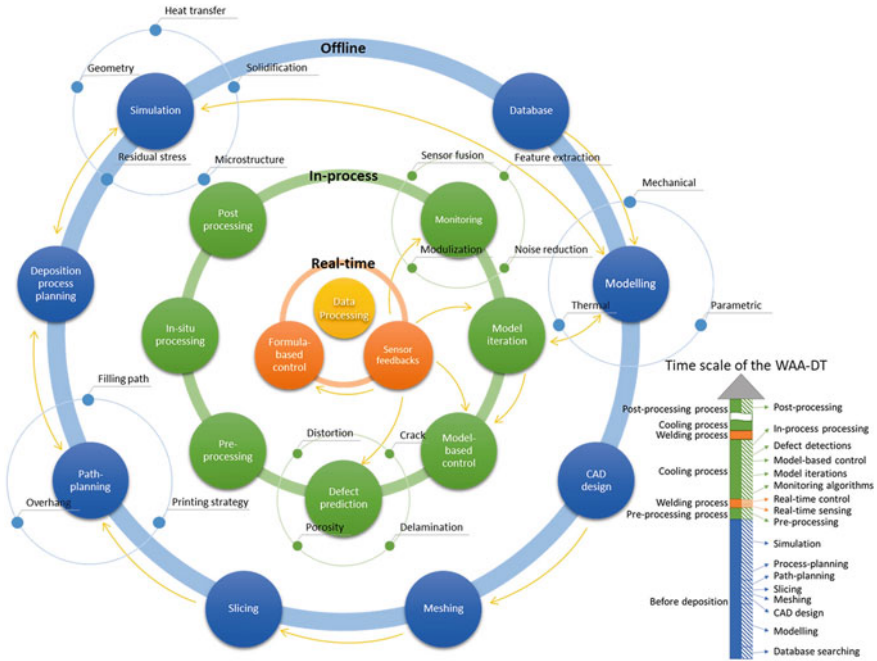 Heat transfer
Offline
Geometry
Solidification
Simulation
Database
Residual stress
Microstructure
In-process
Sensor fusion
Feature extraction
Mechanical
Post
processing
Monitoring
Modulization
Noise reduction
Real-time
Deposition
process
planning
Modelling
Data
Processing
Thermal
Parametric
In-situ
processing
Formula-
based control
Sensor
feedbacks
Model
iteration
Filling path
Distortion
Crack
Pre-
processing
Model-
based control
Path-
planning
CAD
design
Defect
prediction
Overhang
Printing strategy
Porosity
Delamination
Slicing
Meshing
Time scale of the WAA-DT
Post-processing process
Cooling process
Welding process
Cooling process
Welding process
Pre-processing process
Before deposition
Post-processing
In-process processing
Defect detections
Model-based control
Model iterations
Monitoring algorithms
Real-time control
Real-time sensing
Pre-processing
Simulation
Process-planning
Path-planning
Slicing
Meshing
CAD design
Modelling
Database searching